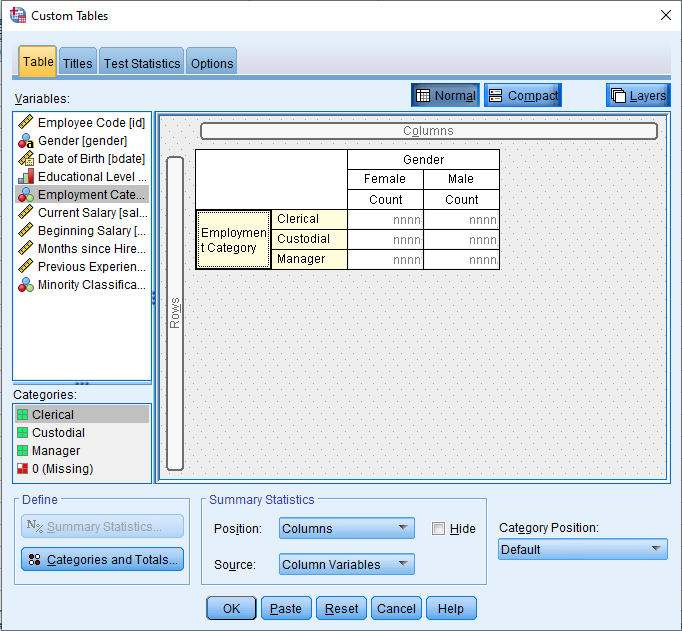 Custom Tables
Table Titles Test Statistics Options
Variables:
Normal Compact Layers
Employee Code [id]
Gender [gender]
Date of Birth [bdate]
Educational Level ...
Employment Cate...
Current Salary [sal...
Beginning Salary [...
Months since Hire...
Previous Experien...
Minority Classifica...
Columns
Rows
Gender
Female Male
Count Count
Employmen
t Category
Clerical nnnn nnnn
Custodial nnnn nnnn
Manager nnnn nnnn
Categories:
Clerical
Custodial
Manager
0 (Missing)
Define
N% Summary Statistics...
Categories and Totals...
Summary Statistics
Position: Columns Hide
Source: Column Variables
Category Position:
Default
OK Paste Reset Cancel Help